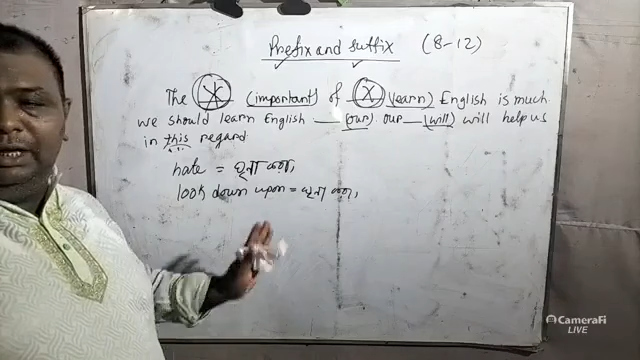 Prefix and suffix (8-12)
The (important) of (learn) English is much.
we should learn English ___ (our). our ___ (will) will help us
in this regard
hate = ঘৃনা করা,
look down upon = ঘৃনা করা,
CameraFi
LIVE